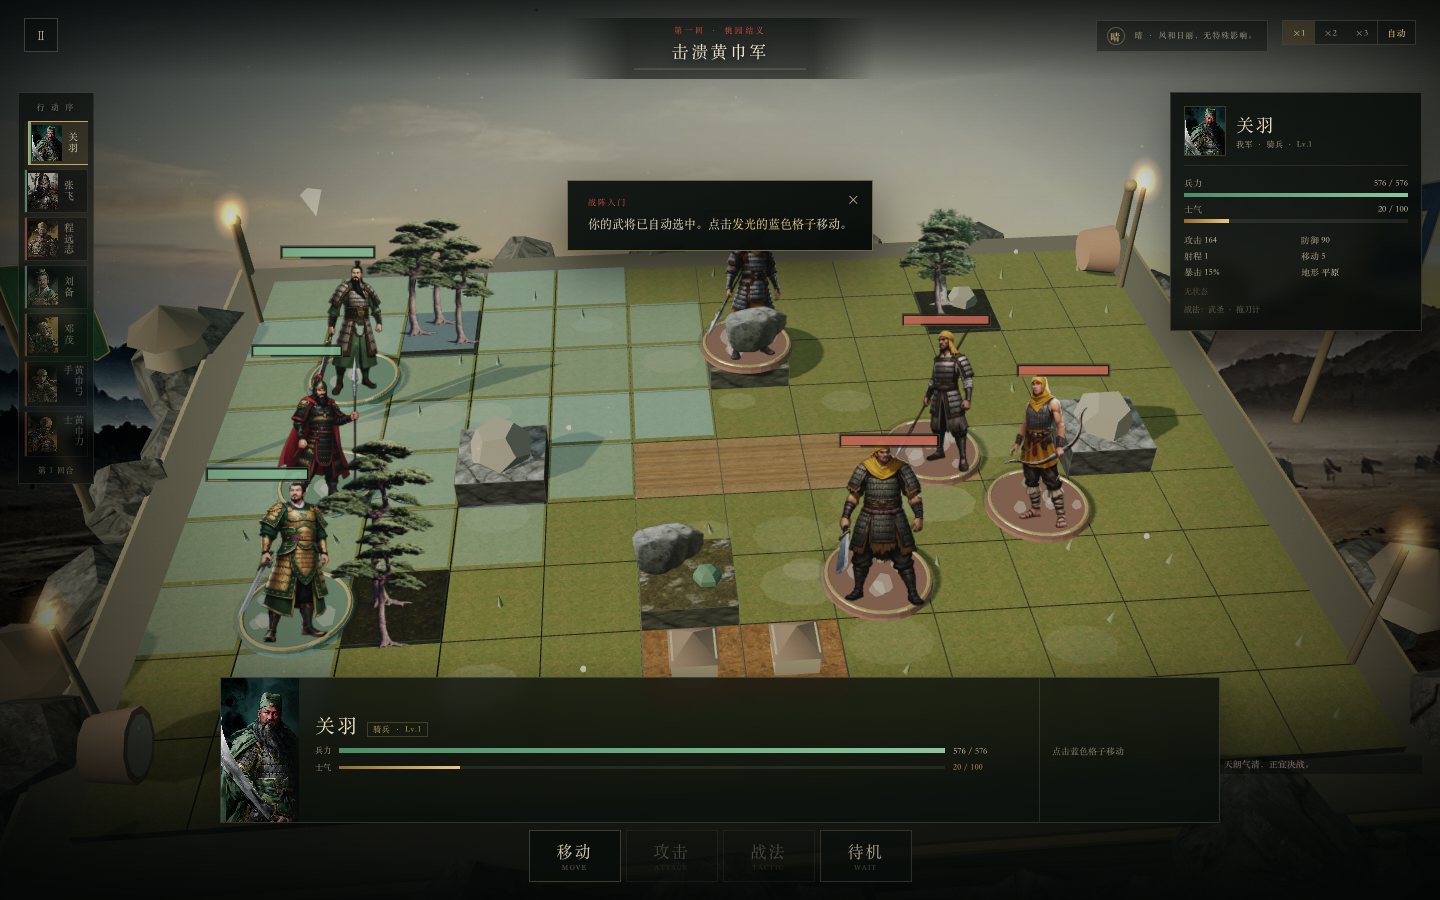 II
第一回 · 桃园结义
击溃黄巾军
晴
晴 · 风和日丽，无特殊影响。
×1
×2
×3
自动
行动序
关羽
张飞
程远志
刘备
邓茂
黄巾弓手
黄巾力士
第 1 回合
战阵入门
×
你的武将已自动选中。点击发光的蓝色格子移动。
关羽
我军 · 骑兵 · Lv.1
兵力 576 / 576
士气 20 / 100
攻击 164 防御 90
射程 1 移动 5
暴击 15% 地形 平原
无状态
战法：武圣 · 拖刀计
关羽
骑兵 · Lv.1
兵力 576 / 576
士气 20 / 100
点击蓝色格子移动
天朗气清，正宜决战。
移动
MOVE
攻击
ATTACK
战法
TACTIC
待机
WAIT